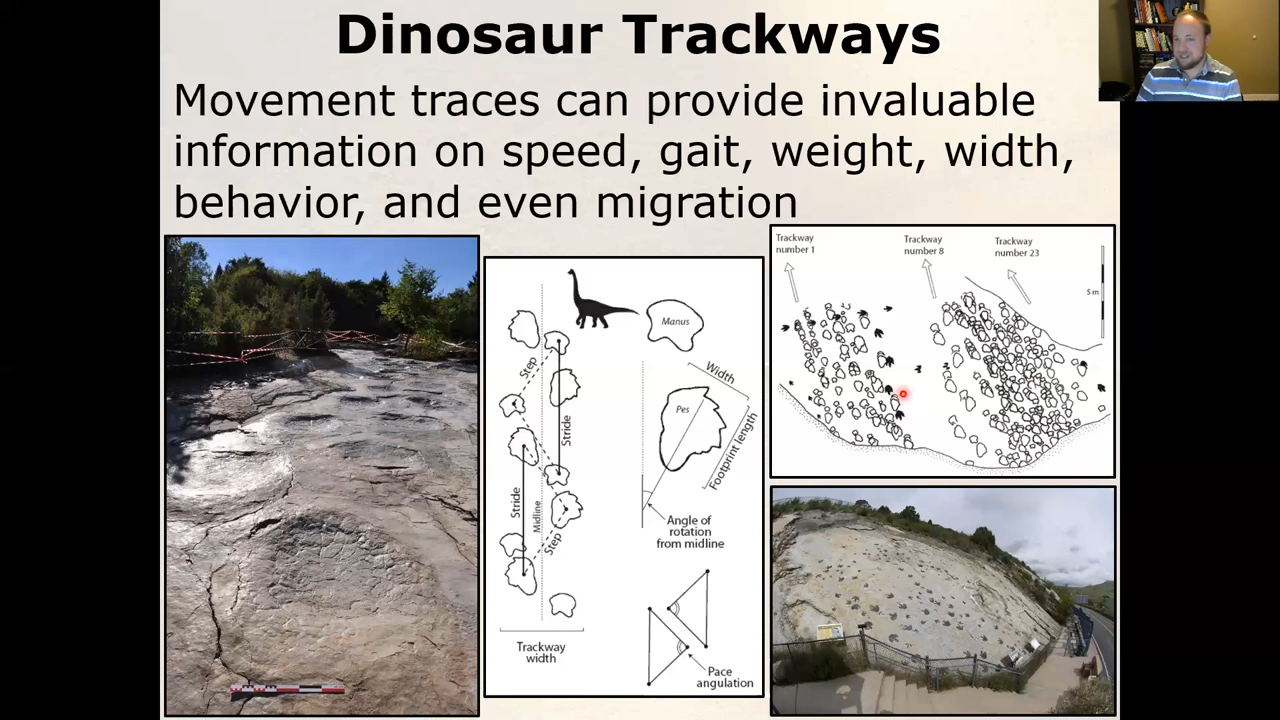 Dinosaur Trackways
Movement traces can provide invaluable
information on speed, gait, weight, width,
behavior, and even migration
Manus
Step
Width
Pes
Stride
Footprint length
Stride
Midline
Step
Angle of
rotation
from midline
Trackway
width
Pace
angulation
Trackway
number 1
Trackway
number 8
Trackway
number 23
5 m